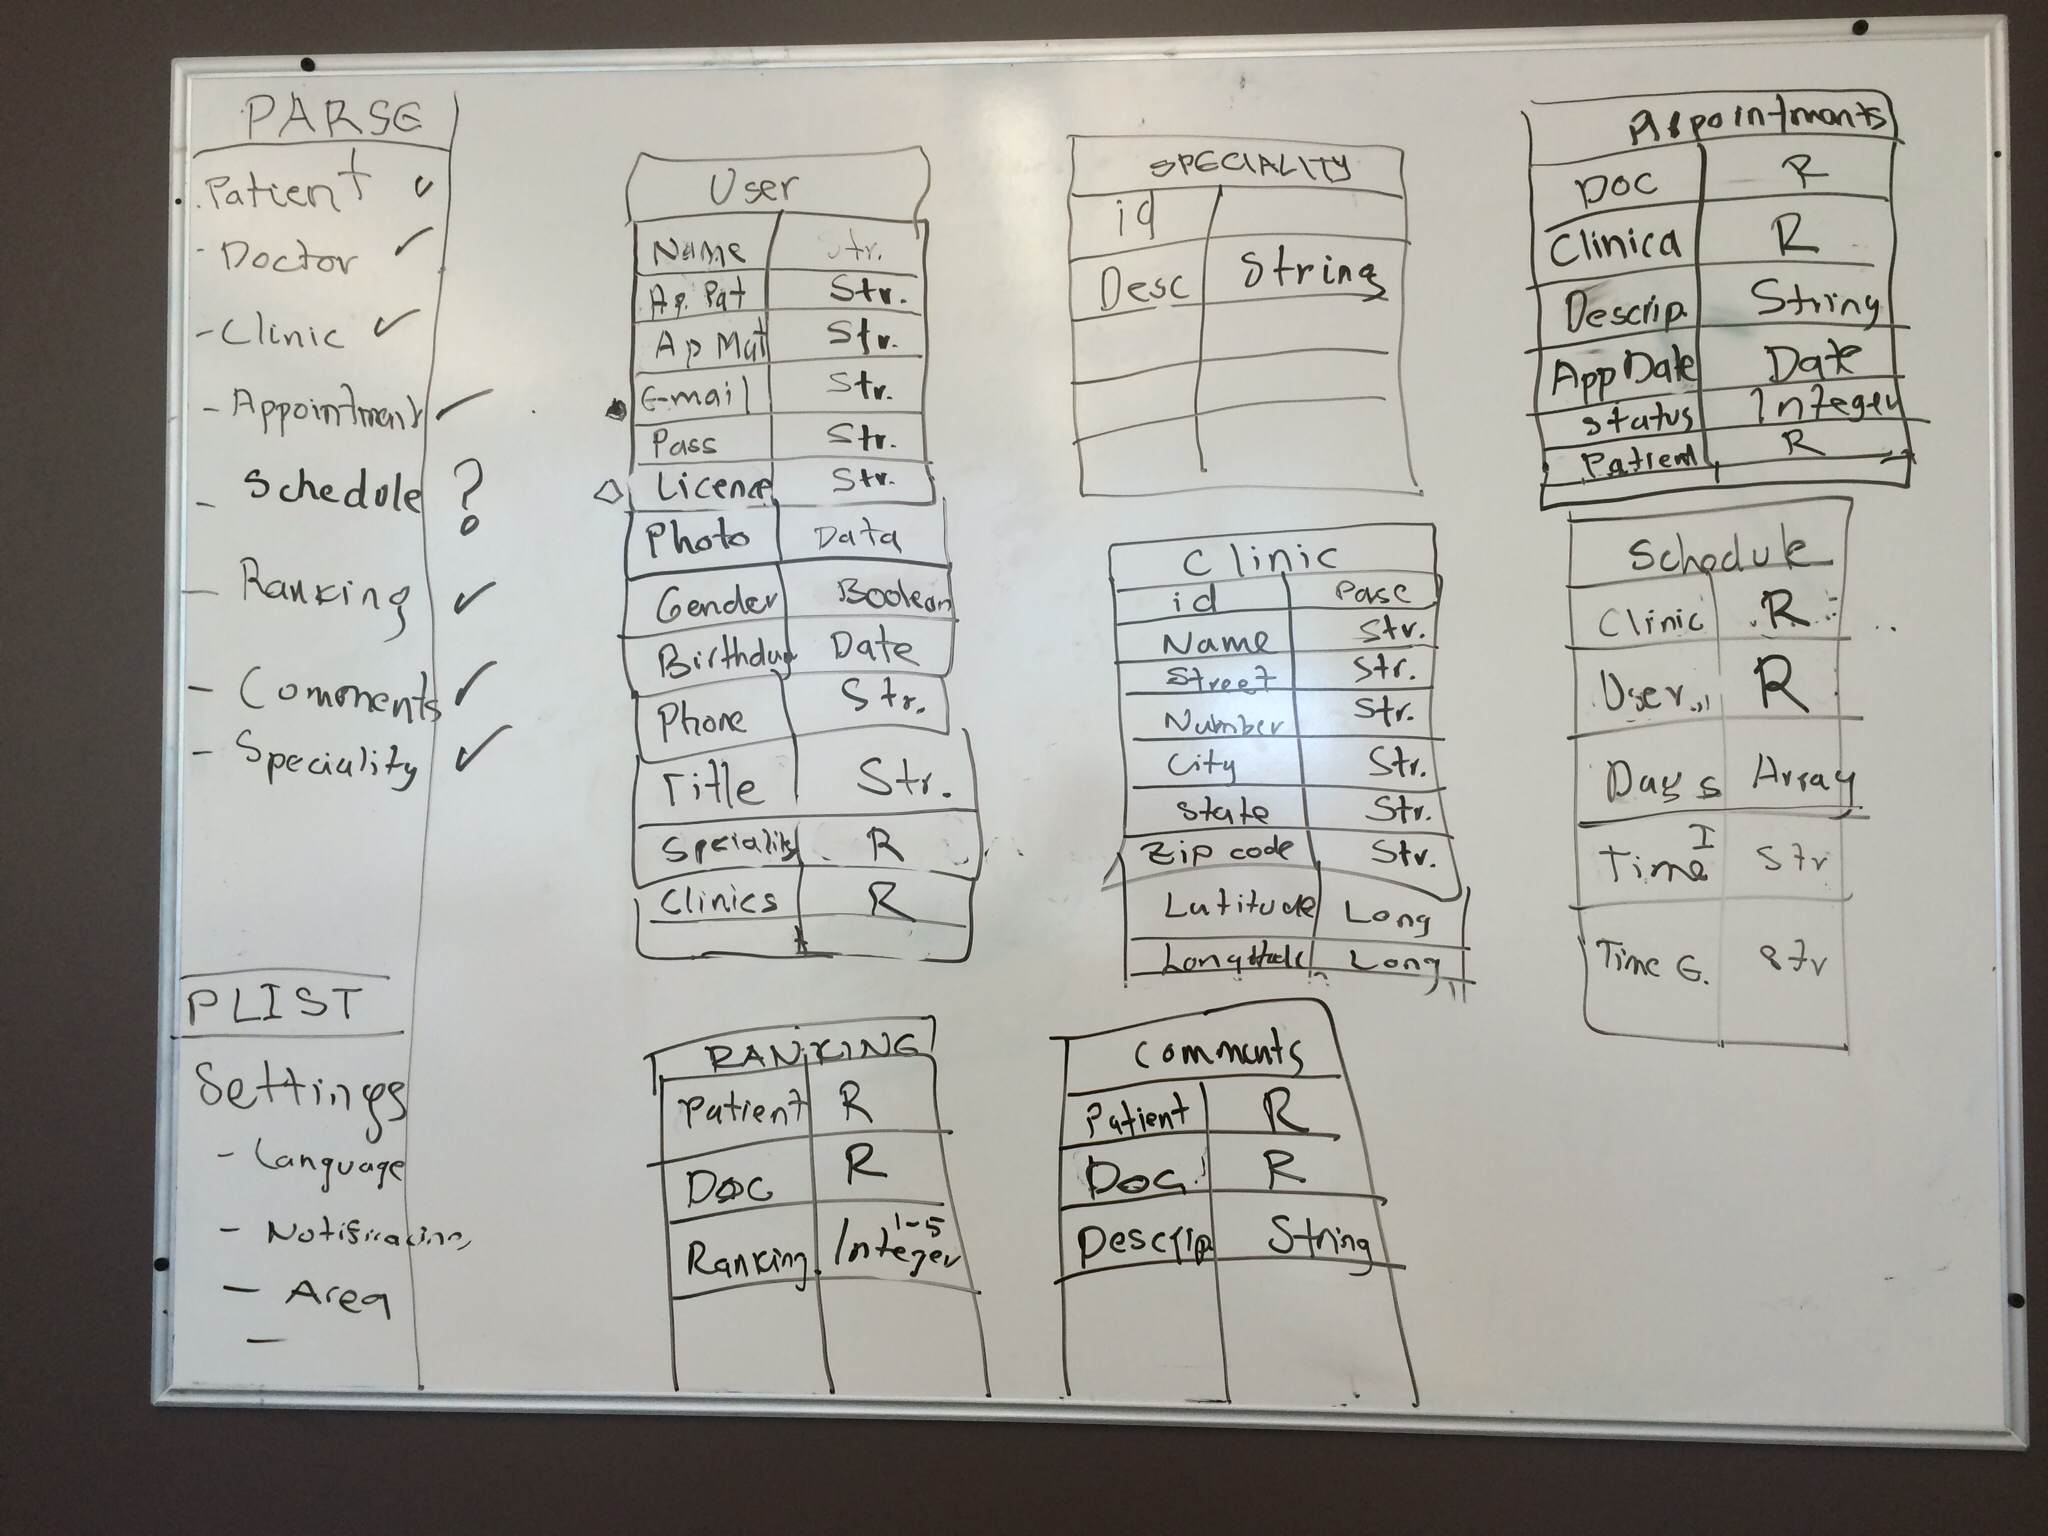 PARSE
Patient ✓
- Doctor ✓
- Clinic ✓
- Appointment ✓
- Schedule ?
- Ranking ✓
- Comments ✓
- Speciality ✓
PLIST
Settings
- Language
-
- Area
-
User
Name Str.
Ap. Pat Str.
Ap Mat Str.
E-mail Str.
Pass Str.
Licence Str.
Photo Data
Gender Boolean
Birthday Date
Phone Str.
Title Str.
Speciality R
Clinics R
SPECIALITY
id
Desc String
Appointments
DOC R
Clinica R
Descrip. String
App Date Date
Status Integer
Patient R
Clinic
id
Name Str.
Street Str.
Number Str.
City Str.
State Str.
Zip code Str.
Latitude Long
Longitude Long
Schedule
Clinic R
User R
Days Array
Time I Str
Time G. Str
RANKING
Patient R
Doc R
Ranking Integer 1-5
Comments
Patient R
Doc. R
Descrip. String